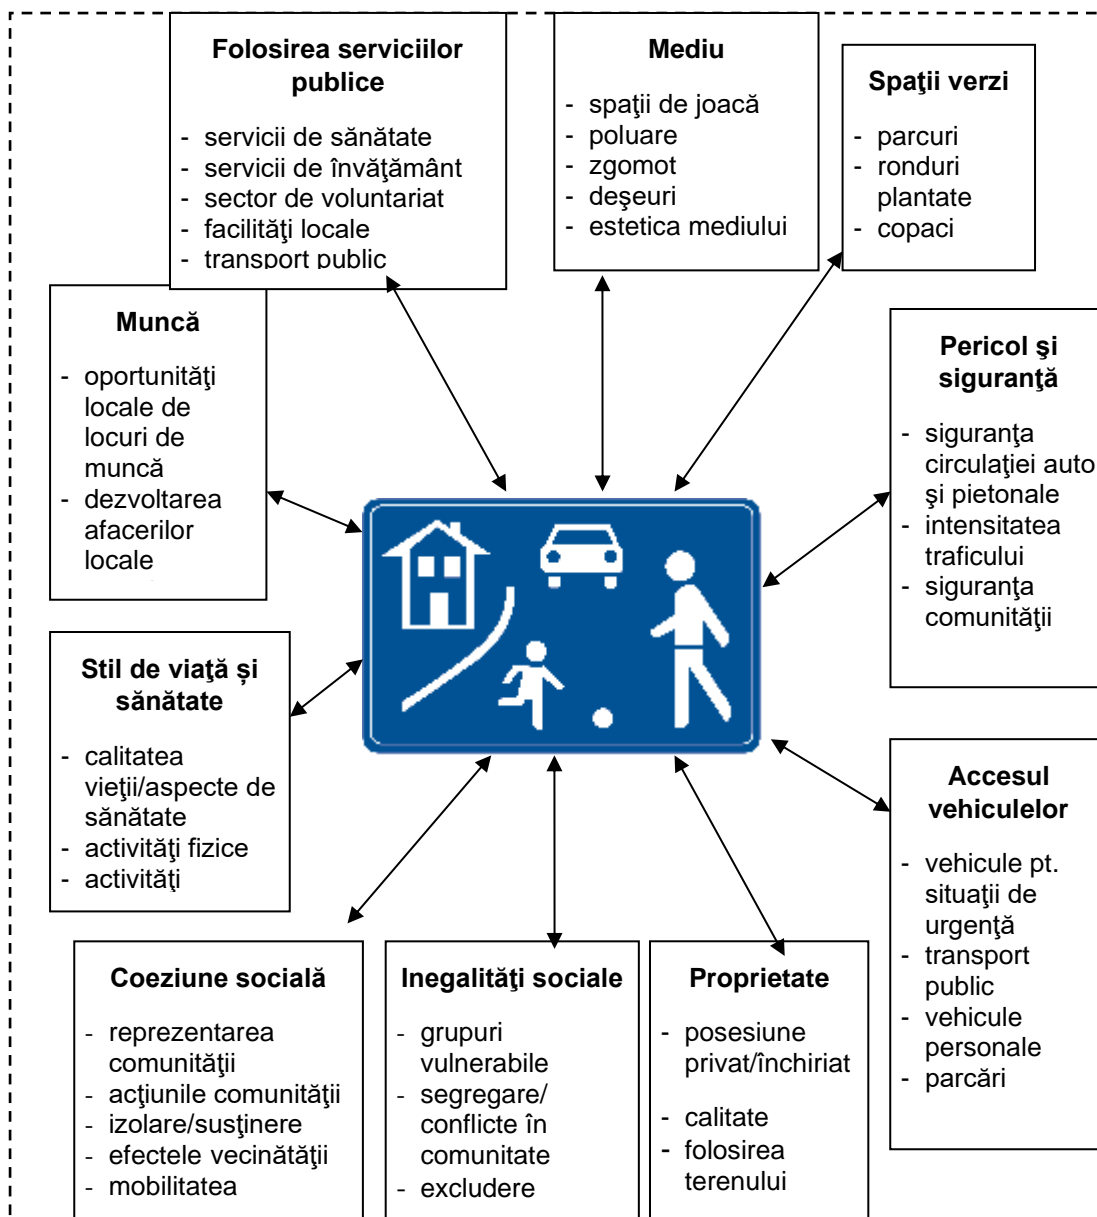 Folosirea serviciilor
publice
- servicii de sănătate
- servicii de învăţământ
- sector de voluntariat
- facilităţi locale
- transport public
Mediu
- spaţii de joacă
- poluare
- zgomot
- deşeuri
- estetica mediului
Spaţii verzi
- parcuri
- ronduri
plantate
- copaci
Muncă
- oportunităţi
locale de
locuri de
muncă
- dezvoltarea
afacerilor
locale
Pericol şi
siguranţă
- siguranţa
circulaţiei auto
şi pietonale
- intensitatea
traficului
- siguranţa
comunităţii
Stil de viaţă și
sănătate
- calitatea
vieţii/aspecte de
sănătate
- activităţi fizice
- activităţi
Accesul
vehiculelor
- vehicule pt.
situaţii de
urgenţă
- transport
public
- vehicule
personale
- parcări
Coeziune socială
- reprezentarea
comunităţii
- acţiunile comunităţii
- izolare/susţinere
- efectele vecinătăţii
- mobilitatea
Inegalităţi sociale
- grupuri
vulnerabile
- segregare/
conflicte în
comunitate
- excludere
Proprietate
- posesiune
privat/închiriat
- calitate
- folosirea
terenului